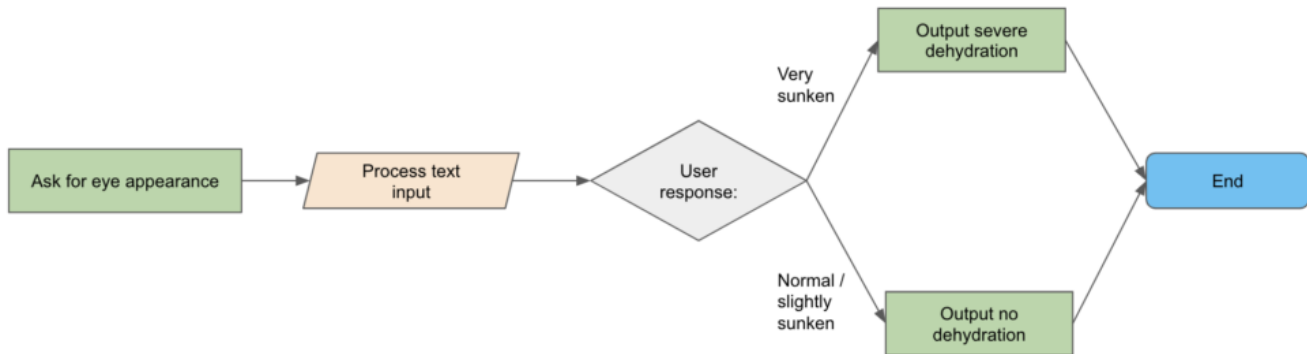 Ask for eye appearance
Process text
input
User
response:
Very
sunken
Output severe
dehydration
Normal /
slightly
sunken
Output no
dehydration
End